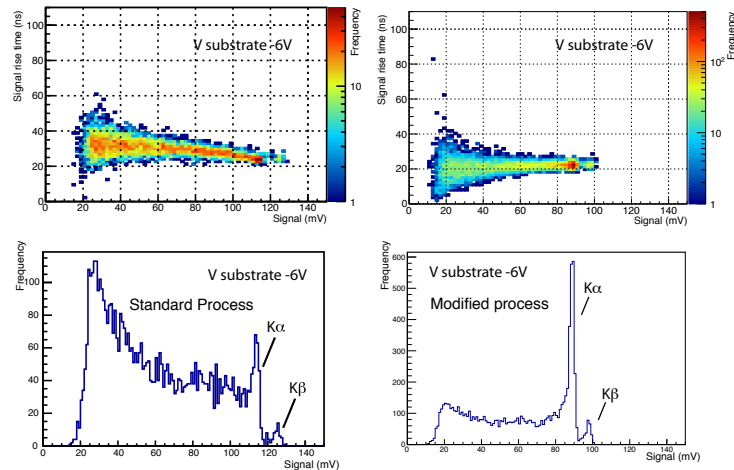 Signal rise time (ns)
100
80
60
40
20
0
0 20 40 60 80 100 120 140
Signal (mV)
V substrate -6V
Frequency
10
1
Signal rise time (ns)
100
80
60
40
20
0
0 20 40 60 80 100 120 140
Signal (mV)
V substrate -6V
Frequency
10²
10
1
Frequency
100
80
60
40
20
0
0 20 40 60 80 100 120 140
Signal (mV)
V substrate -6V
Standard Process
Kα
Kβ
Frequency
600
500
400
300
200
100
0
0 20 40 60 80 100 120 140
Signal (mV)
V substrate -6V
Modified process
Kα
Kβ